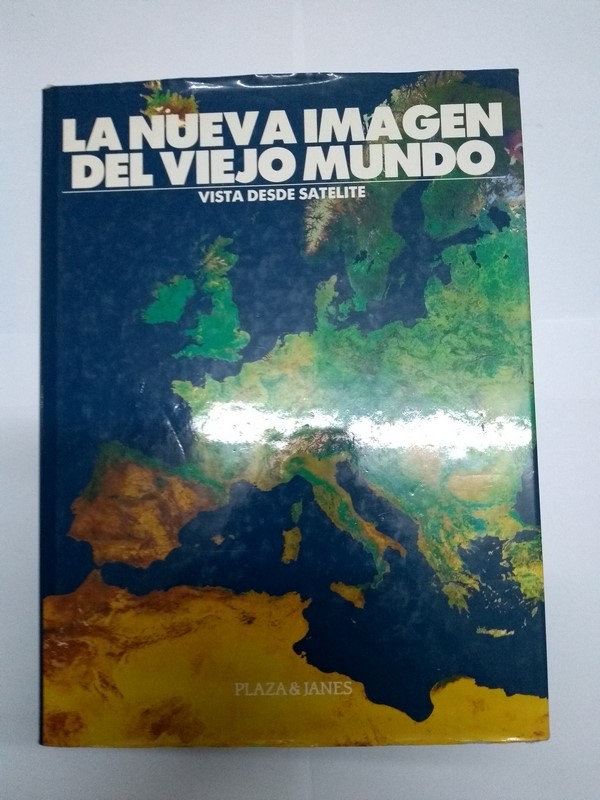 LA NUEVA IMAGEN
DEL VIEJO MUNDO
VISTA DESDE SATELITE
PLAZA & JANES